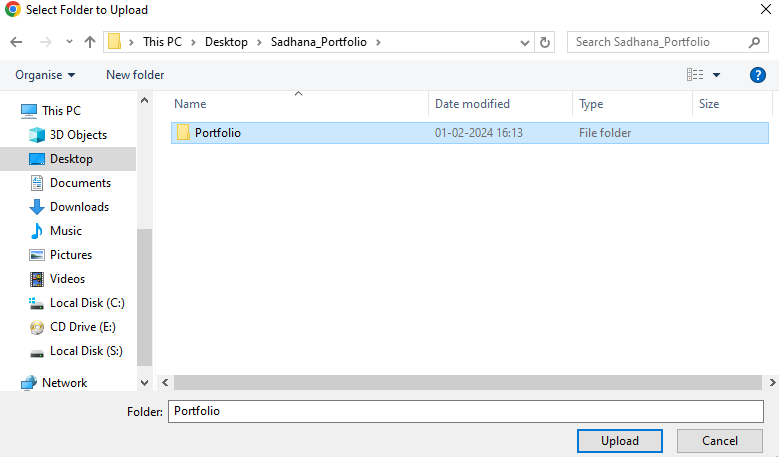 Select Folder to Upload
This PC > Desktop > Sadhana_Portfolio >
Search Sadhana_Portfolio
Organise
New folder
Name
Date modified
Type
Size
Portfolio
01-02-2024 16:13
File folder
This PC
3D Objects
Desktop
Documents
Downloads
Music
Pictures
Videos
Local Disk (C:)
CD Drive (E:)
Local Disk (S:)
Network
Folder: Portfolio
Upload
Cancel